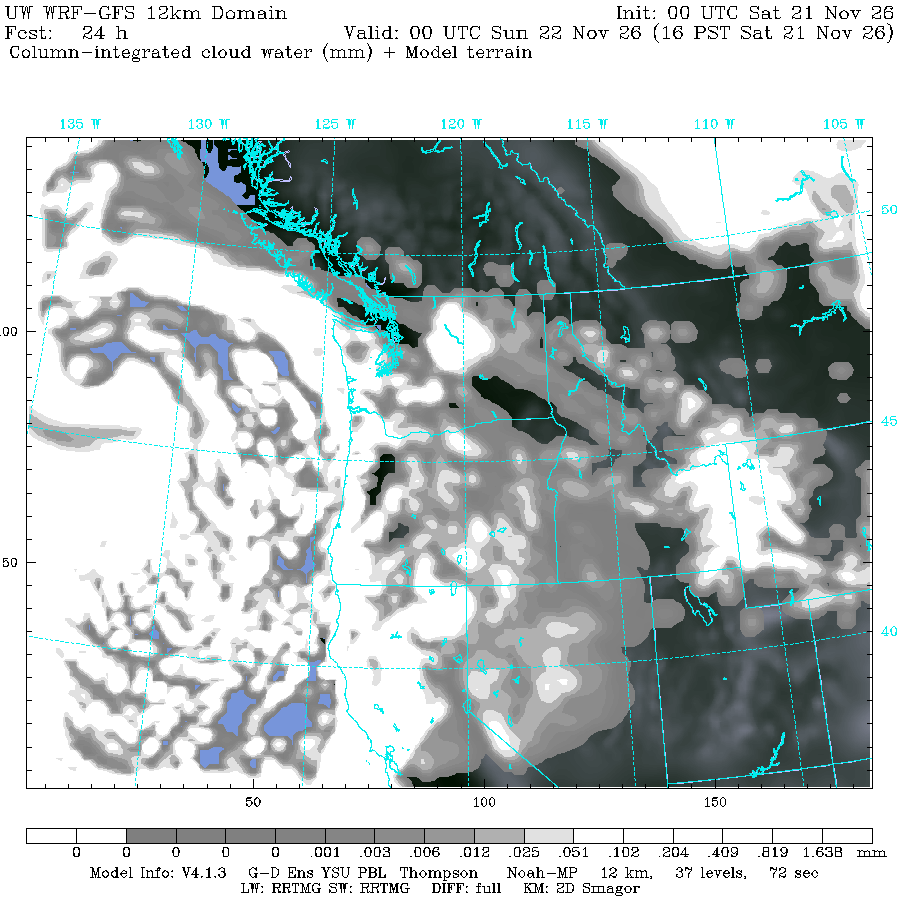 UW WRF-GFS 12km Domain Init: 00 UTC Sat 21 Nov 26
Fcst: 24 h Valid: 00 UTC Sun 22 Nov 26 (16 PST Sat 21 Nov 26)
Column-integrated cloud water (mm) + Model terrain
135 W 130 W 125 W 120 W 115 W 110 W 105 W
50
00
45
50
40
50 100 150
0 0 0 0 0 .001 .003 .006 .012 .025 .051 .102 .204 .409 .819 1.638 mm
Model Info: V4.1.3 G-D Ens YSU PBL Thompson Noah-MP 12 km, 37 levels, 72 sec
LW: RRTMG SW: RRTMG DIFF: full KM: 2D Smagor